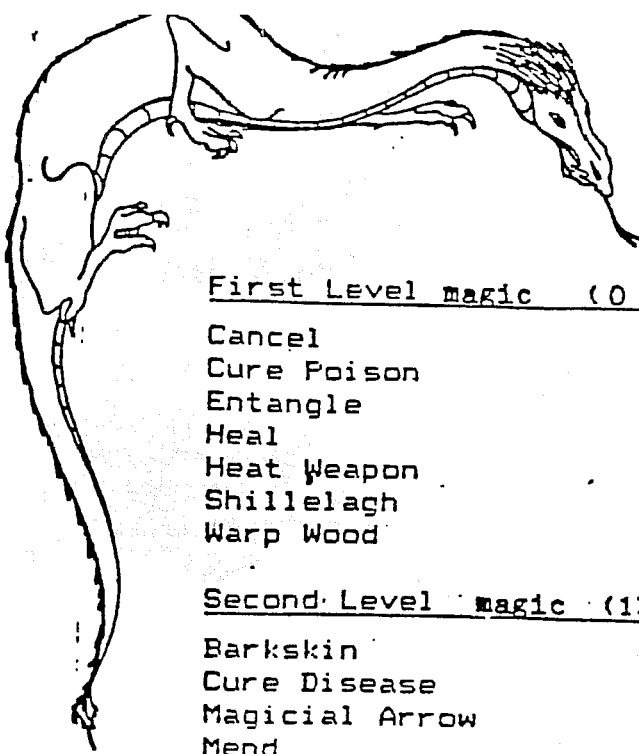 First Level magic (0
Cancel
Cure Poison
Entangle
Heal
Heat Weapon
Shillelagh
Warp Wood
Second Level magic (1
Barkskin
Cure Disease
Magicial Arrow
Mend